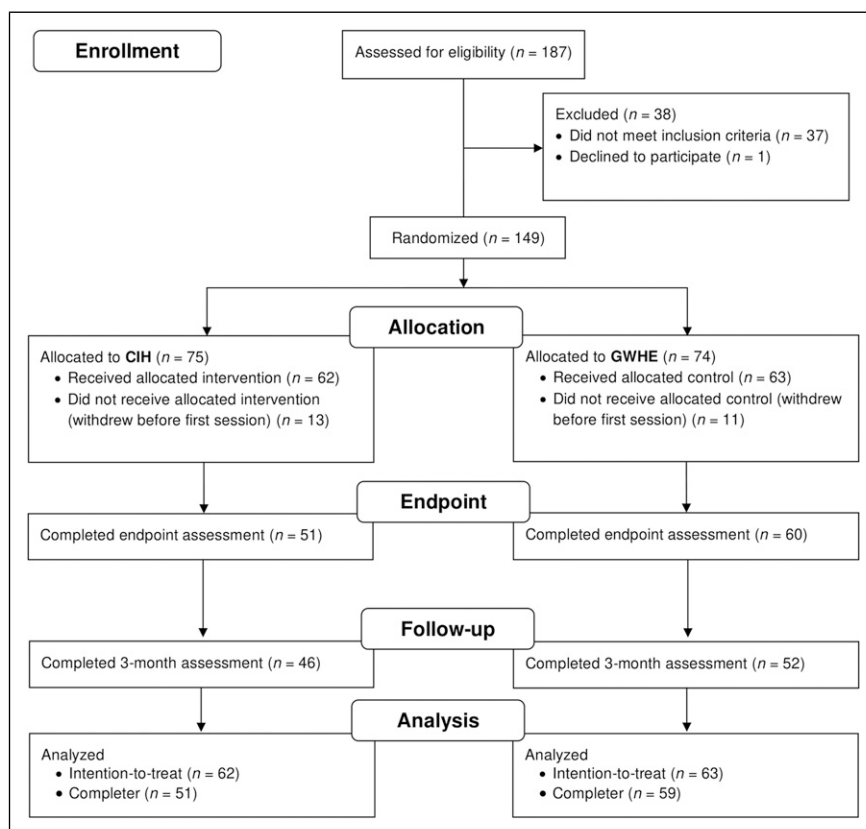 Enrollment
Assessed for eligibility (n = 187)
Excluded (n = 38)
• Did not meet inclusion criteria (n = 37)
• Declined to participate (n = 1)
Randomized (n = 149)
Allocation
Allocated to CIH (n = 75)
• Received allocated intervention (n = 62)
• Did not receive allocated intervention
(withdrew before first session) (n = 13)
Allocated to GWHE (n = 74)
• Received allocated control (n = 63)
• Did not receive allocated control (withdrew
before first session) (n = 11)
Endpoint
Completed endpoint assessment (n = 51)
Completed endpoint assessment (n = 60)
Follow-up
Completed 3-month assessment (n = 46)
Completed 3-month assessment (n = 52)
Analysis
Analyzed
• Intention-to-treat (n = 62)
• Completer (n = 51)
Analyzed
• Intention-to-treat (n = 63)
• Completer (n = 59)